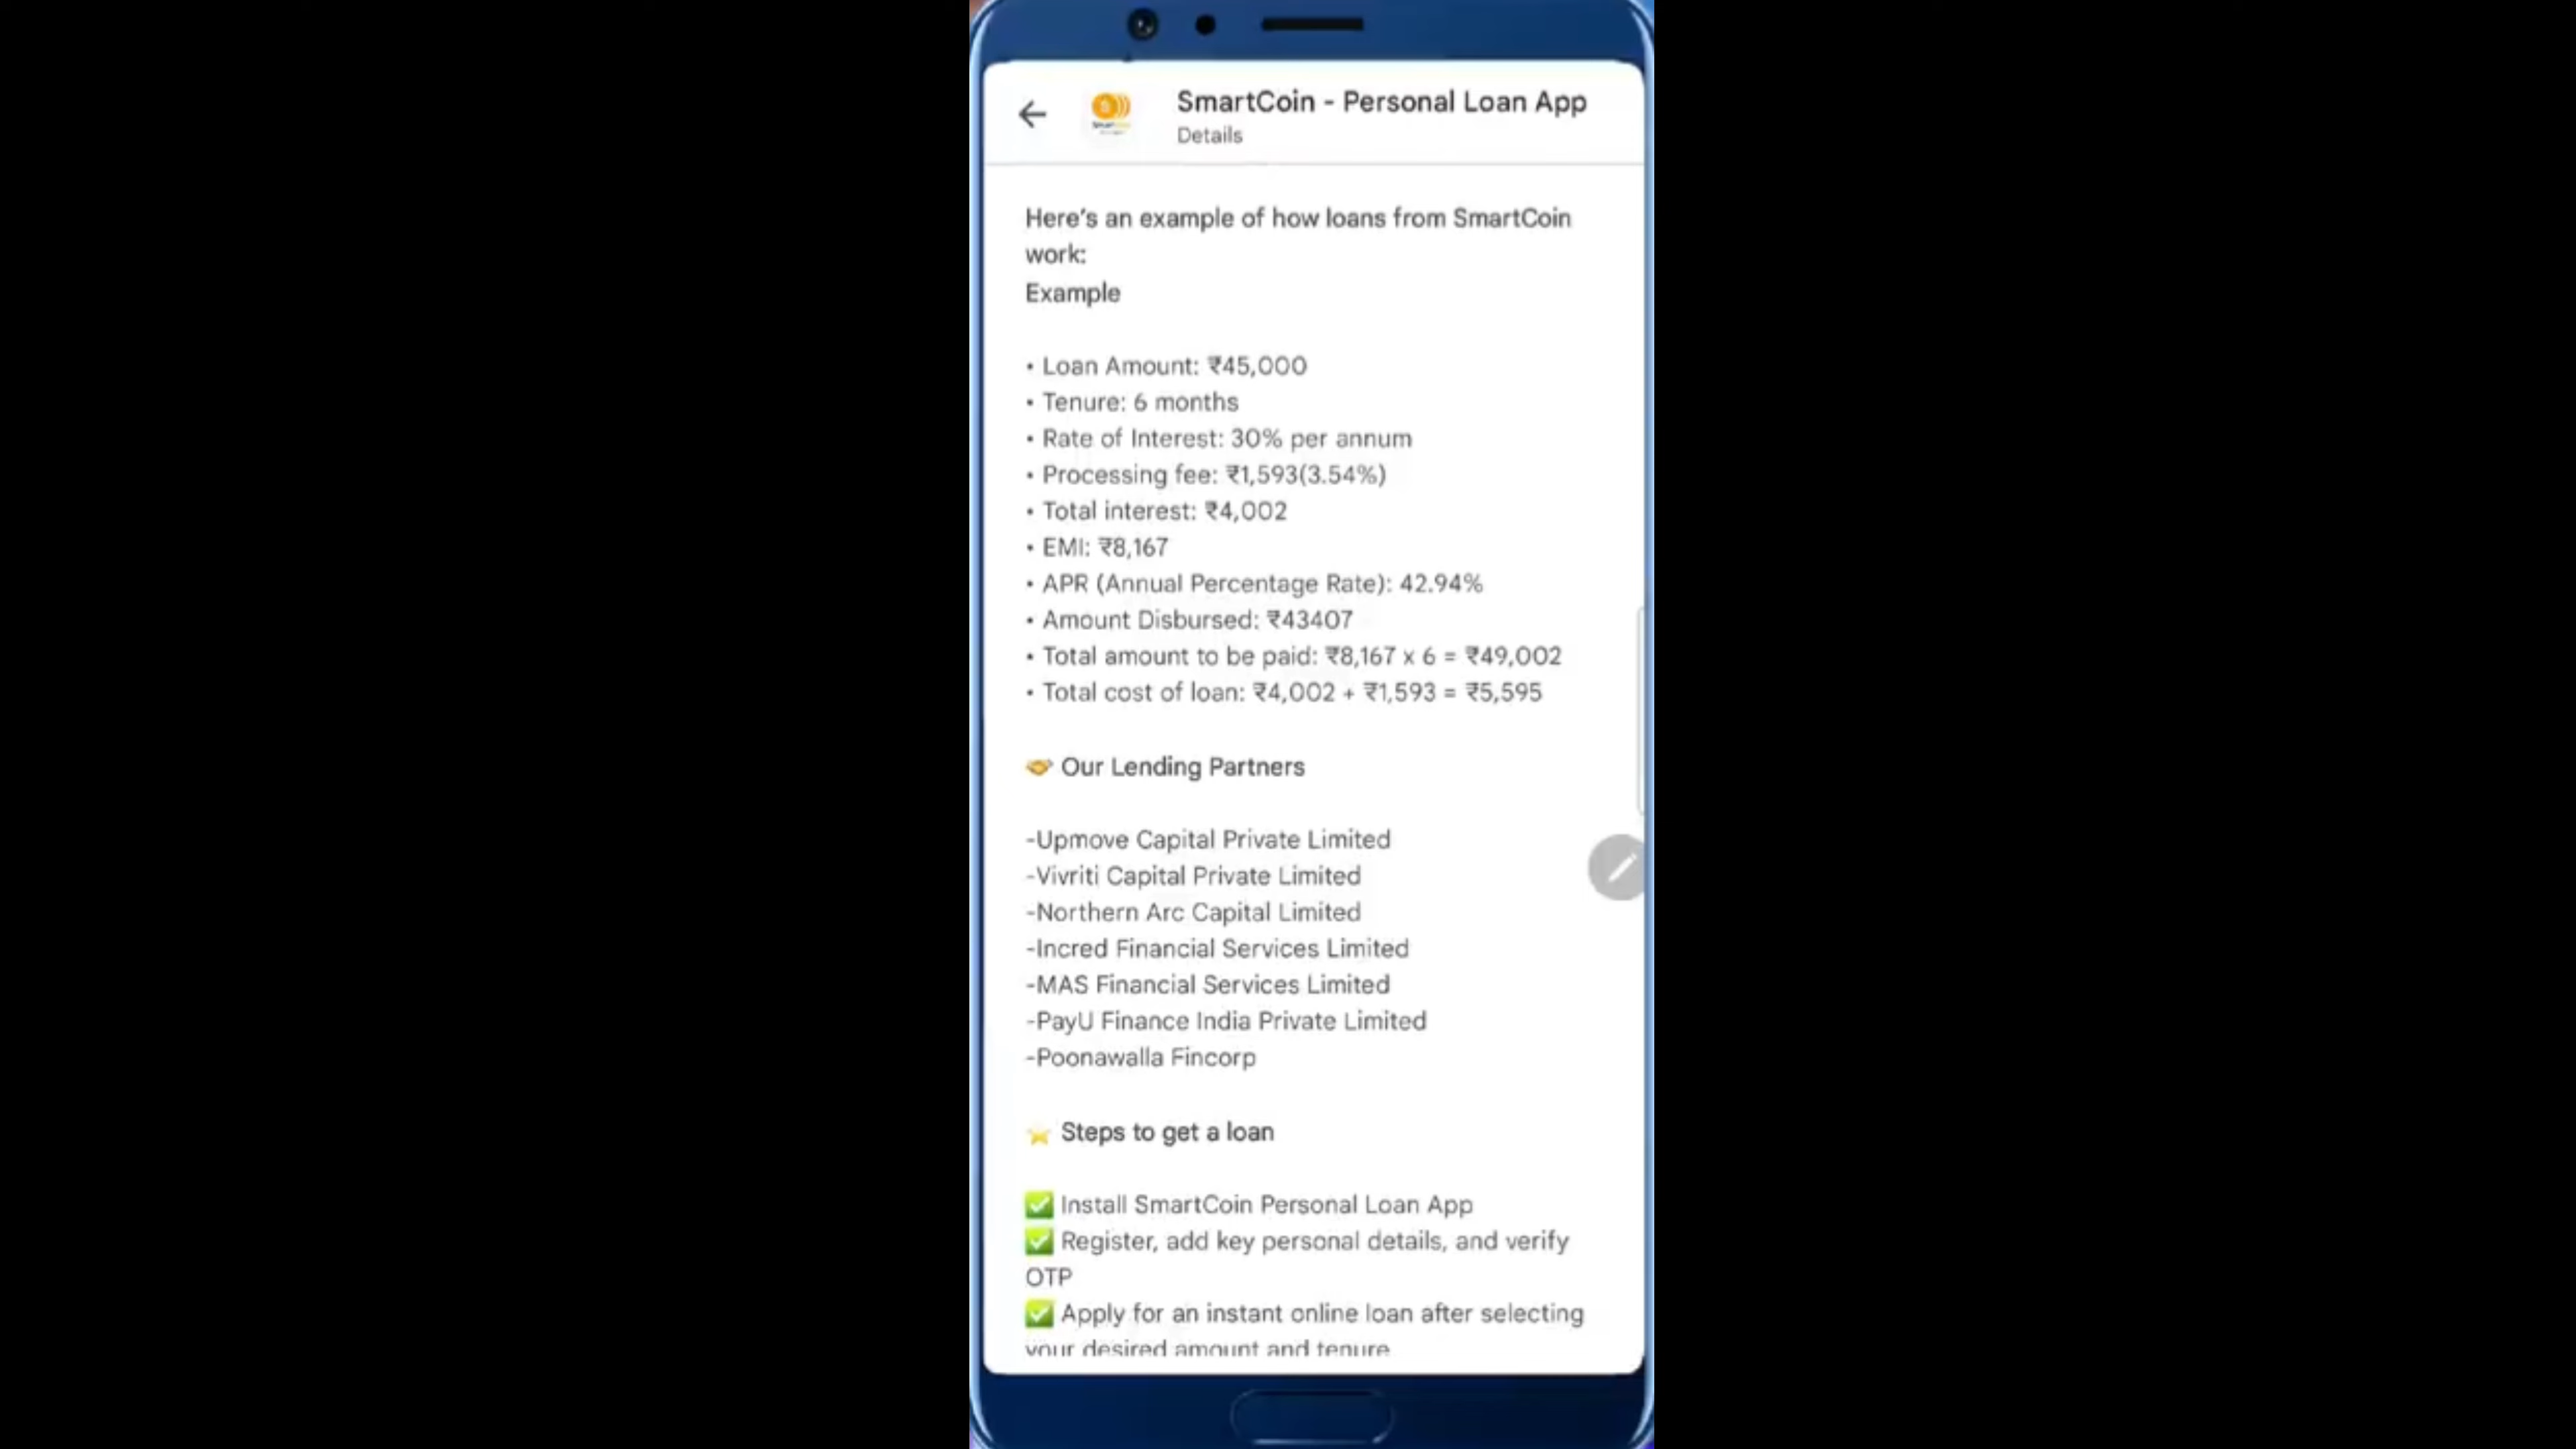 SmartCoin - Personal Loan App
Details
Here's an example of how loans from SmartCoin
work:
Example
• Loan Amount: ₹45,000
• Tenure: 6 months
• Rate of Interest: 30% per annum
• Processing fee: ₹1,593(3.54%)
• Total interest: ₹4,002
• EMI: ₹8,167
• APR (Annual Percentage Rate): 42.94%
• Amount Disbursed: ₹43407
• Total amount to be paid: ₹8,167 x 6 = ₹49,002
• Total cost of loan: ₹4,002 + ₹1,593 = ₹5,595
🤝 Our Lending Partners
-Upmove Capital Private Limited
-Vivriti Capital Private Limited
-Northern Arc Capital Limited
-Incred Financial Services Limited
-MAS Financial Services Limited
-PayU Finance India Private Limited
-Poonawalla Fincorp
⭐ Steps to get a loan
✅ Install SmartCoin Personal Loan App
✅ Register, add key personal details, and verify
OTP
✅ Apply for an instant online loan after selecting
your desired amount and tenure